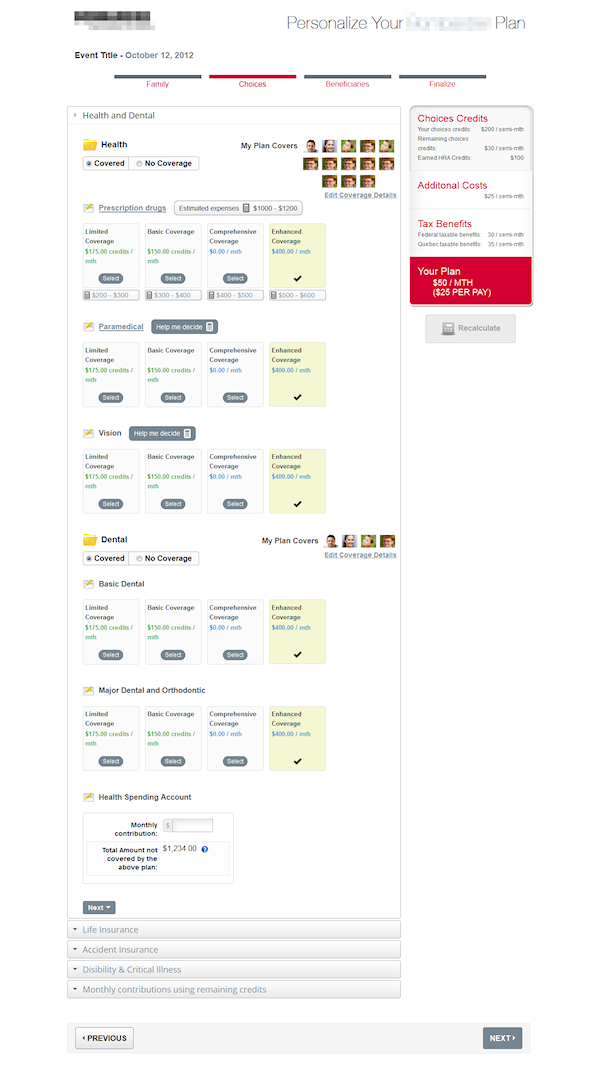 Personalize Your Plan
Event Title - October 12, 2012
Family
Choices
Beneficiaries
Finalize
Health and Dental
Health
My Plan Covers
Covered
No Coverage
Edit Coverage Details
Prescription drugs
Estimated expenses $1000 - $1200
Limited Coverage
$175.00 credits / mth
Select
Basic Coverage
$150.00 credits / mth
Select
Comprehensive Coverage
$0.00 / mth
Select
Enhanced Coverage
$400.00 / mth
$200 - $300
$300 - $400
$400 - $500
$500 - $600
Paramedical
Help me decide
Limited Coverage
$175.00 credits / mth
Select
Basic Coverage
$150.00 credits / mth
Select
Comprehensive Coverage
$0.00 / mth
Select
Enhanced Coverage
$400.00 / mth
Vision
Help me decide
Limited Coverage
$175.00 credits / mth
Select
Basic Coverage
$150.00 credits / mth
Select
Comprehensive Coverage
$0.00 / mth
Select
Enhanced Coverage
$400.00 / mth
Dental
My Plan Covers
Covered
No Coverage
Edit Coverage Details
Basic Dental
Limited Coverage
$175.00 credits / mth
Select
Basic Coverage
$150.00 credits / mth
Select
Comprehensive Coverage
$0.00 / mth
Select
Enhanced Coverage
$400.00 / mth
Major Dental and Orthodontic
Limited Coverage
$175.00 credits / mth
Select
Basic Coverage
$150.00 credits / mth
Select
Comprehensive Coverage
$0.00 / mth
Select
Enhanced Coverage
$400.00 / mth
Health Spending Account
Monthly contribution:
$
Total Amount not covered by the above plan:
$1,234.00
Next
Life Insurance
Accident Insurance
Disibility & Critical Illness
Monthly contributions using remaining credits
PREVIOUS
NEXT
Choices Credits
Your choices credits: $200 / semi-mth
Remaining choices credits: $30 / semi-mth
Earned HRA Credits: $100
Additonal Costs
$25 / semi-mth
Tax Benefits
Federal taxable benefits: 30 / semi-mth
Quebec taxable benefits: 35 / semi-mth
Your Plan
$50 / MTH
($25 PER PAY)
Recalculate